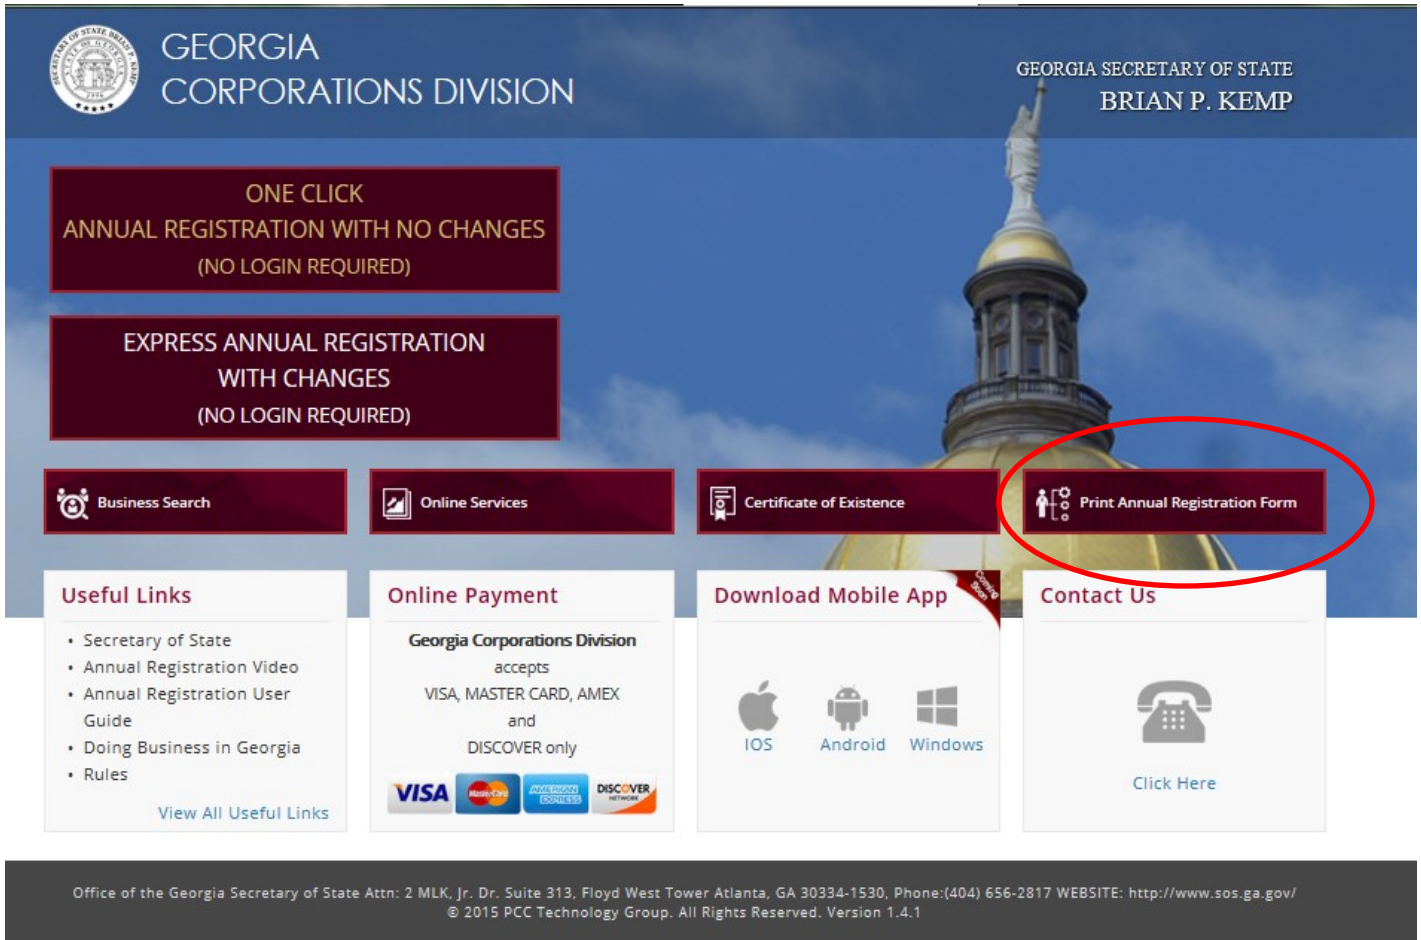 GEORGIA
CORPORATIONS DIVISION
GEORGIA SECRETARY OF STATE
BRIAN P. KEMP
ONE CLICK
ANNUAL REGISTRATION WITH NO CHANGES
(NO LOGIN REQUIRED)
EXPRESS ANNUAL REGISTRATION
WITH CHANGES
(NO LOGIN REQUIRED)
Business Search
Online Services
Certificate of Existence
Print Annual Registration Form
Useful Links
• Secretary of State
• Annual Registration Video
• Annual Registration User
Guide
• Doing Business in Georgia
• Rules
View All Useful Links
Online Payment
Georgia Corporations Division
accepts
VISA, MASTER CARD, AMEX
and
DISCOVER only
VISA
MasterCard
AMERICAN
EXPRESS
DISCOVER
NETWORK
Download Mobile App
Coming
Soon
IOS
Android
Windows
Contact Us
Click Here
Office of the Georgia Secretary of State Attn: 2 MLK, Jr. Dr. Suite 313, Floyd West Tower Atlanta, GA 30334-1530, Phone:(404) 656-2817 WEBSITE: http://www.sos.ga.gov/
© 2015 PCC Technology Group. All Rights Reserved. Version 1.4.1